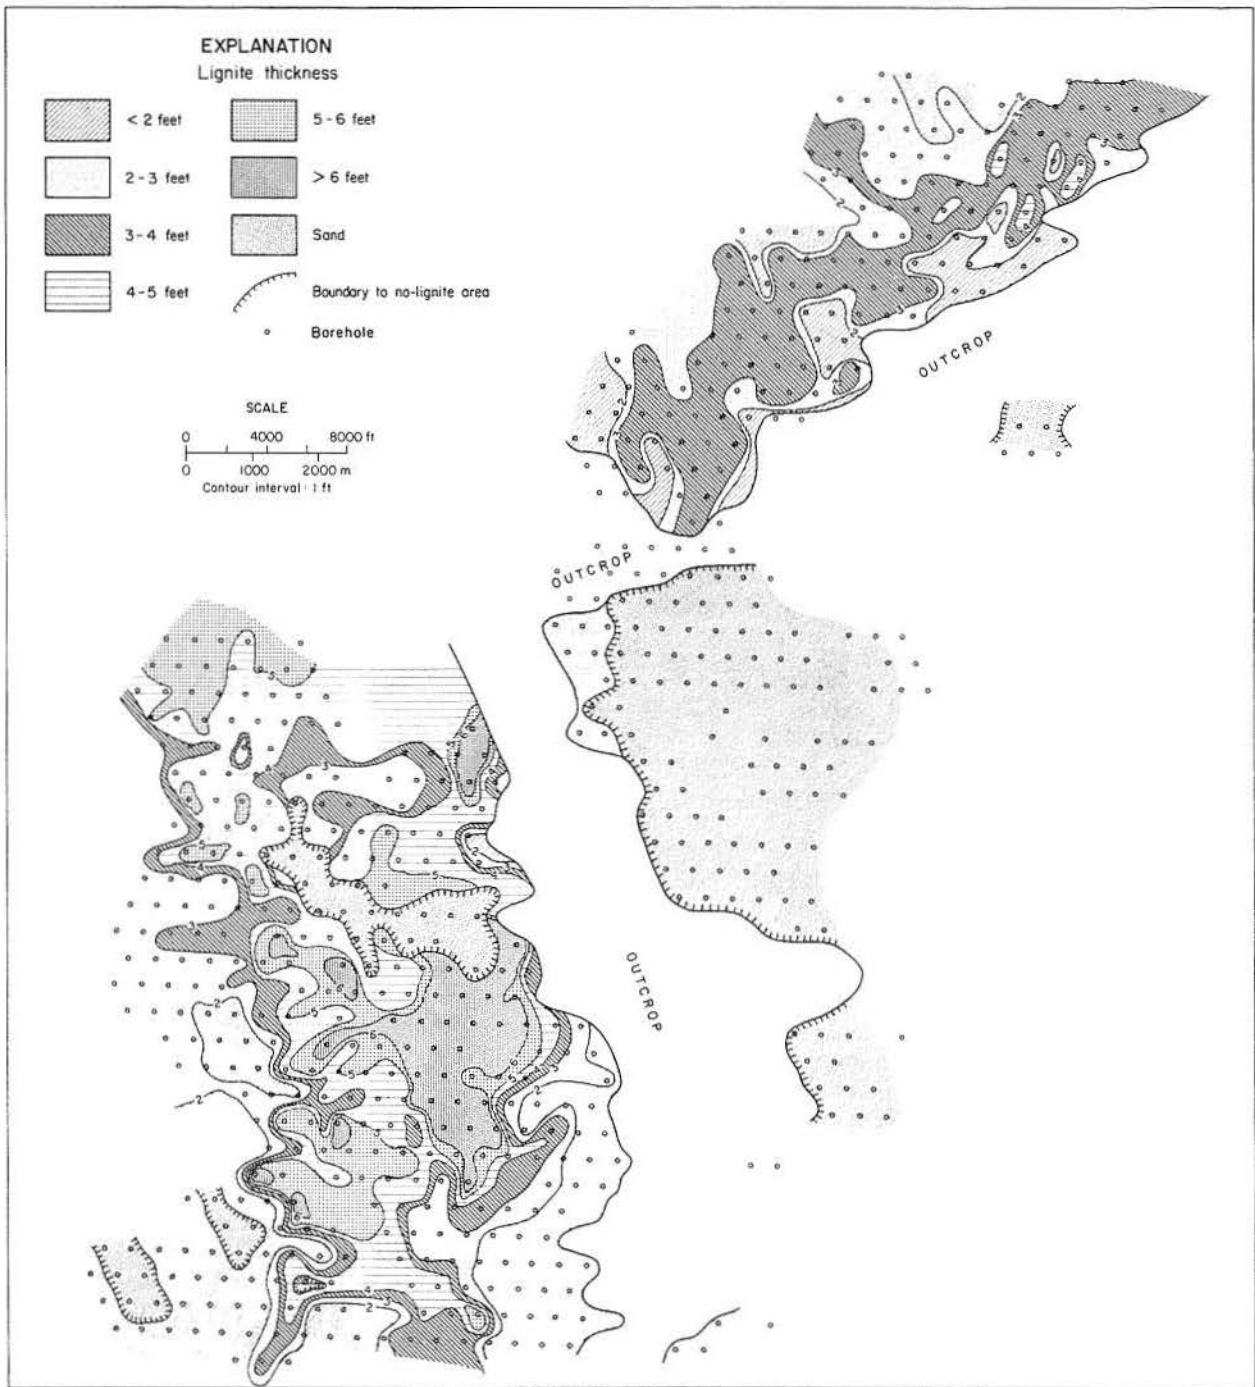 EXPLANATION
Lignite thickness
< 2 feet
5 - 6 feet
2 - 3 feet
> 6 feet
3 - 4 feet
Sand
4 - 5 feet
Boundary to no-lignite area
Borehole
SCALE
0 4000 8000 ft
0 1000 2000 m
Contour interval : 1 ft
OUTCROP
OUTCROP
OUTCROP